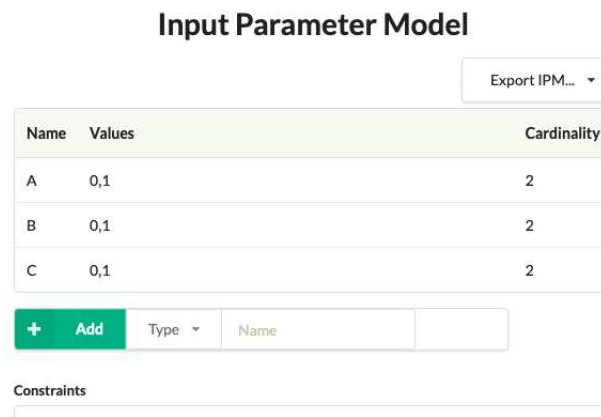 Input Parameter Model
Export IPM...
Name Values Cardinality
A 0,1 2
B 0,1 2
C 0,1 2
+ Add Type Name
Constraints